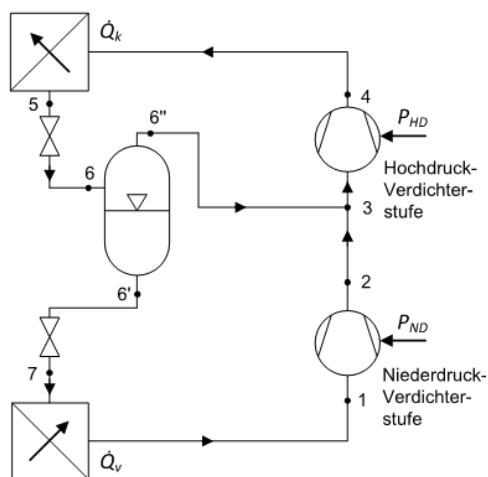 Q̇k
5
6"
4
PHD
6
Hochdruck-
Verdichter-
stufe
3
6'
2
PND
7
Niederdruck-
Verdichter-
stufe
1
Q̇v